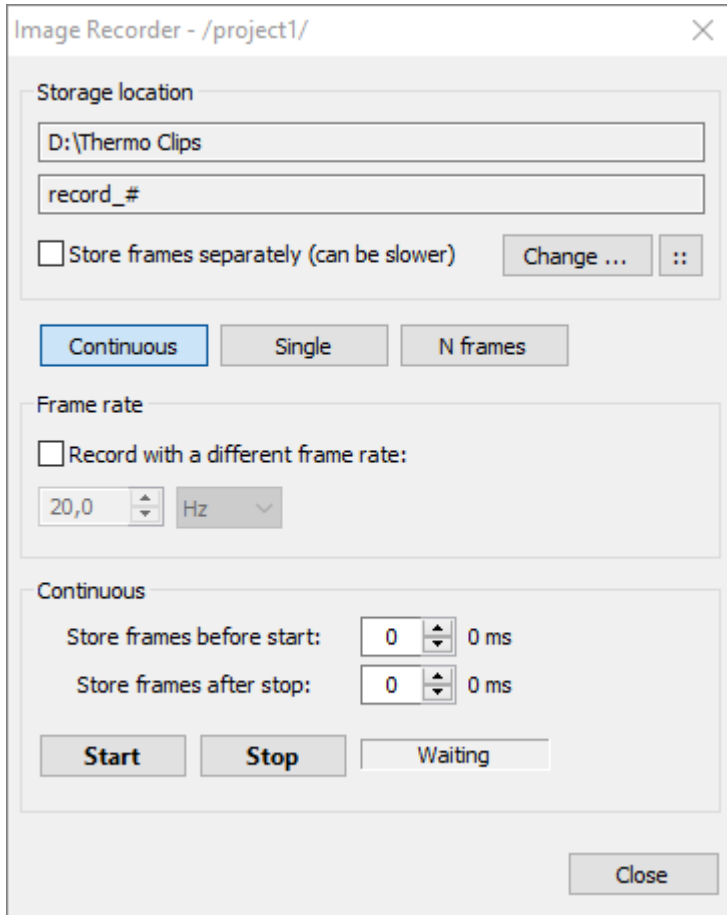 Image Recorder - /project1/
Storage location
D:\Thermo Clips
record_#
Store frames separately (can be slower) Change ... ::
Continuous Single N frames
Frame rate
Record with a different frame rate:
20,0 Hz
Continuous
Store frames before start: 0 0 ms
Store frames after stop: 0 0 ms
Start Stop Waiting
Close